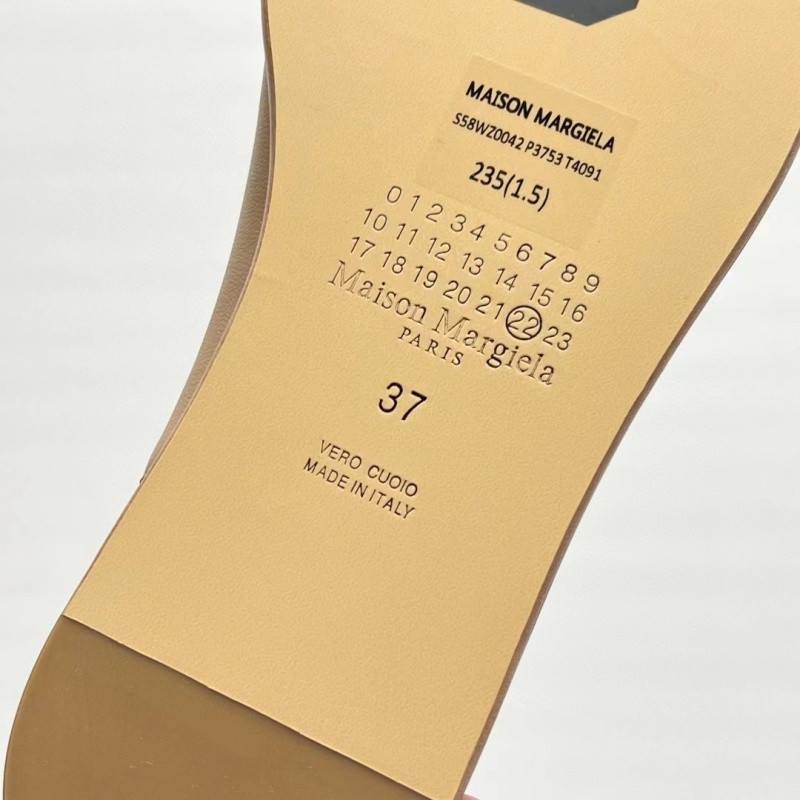 MAISON MARGIELA
S58WZ0042 P3753 T4091
235(1.5)
0 1 2 3 4 5 6 7 8 9
10 11 12 13 14 15 16
17 18 19 20 21 22 23
Maison Margiela
PARIS
37
VERO CUOIO
MADE IN ITALY